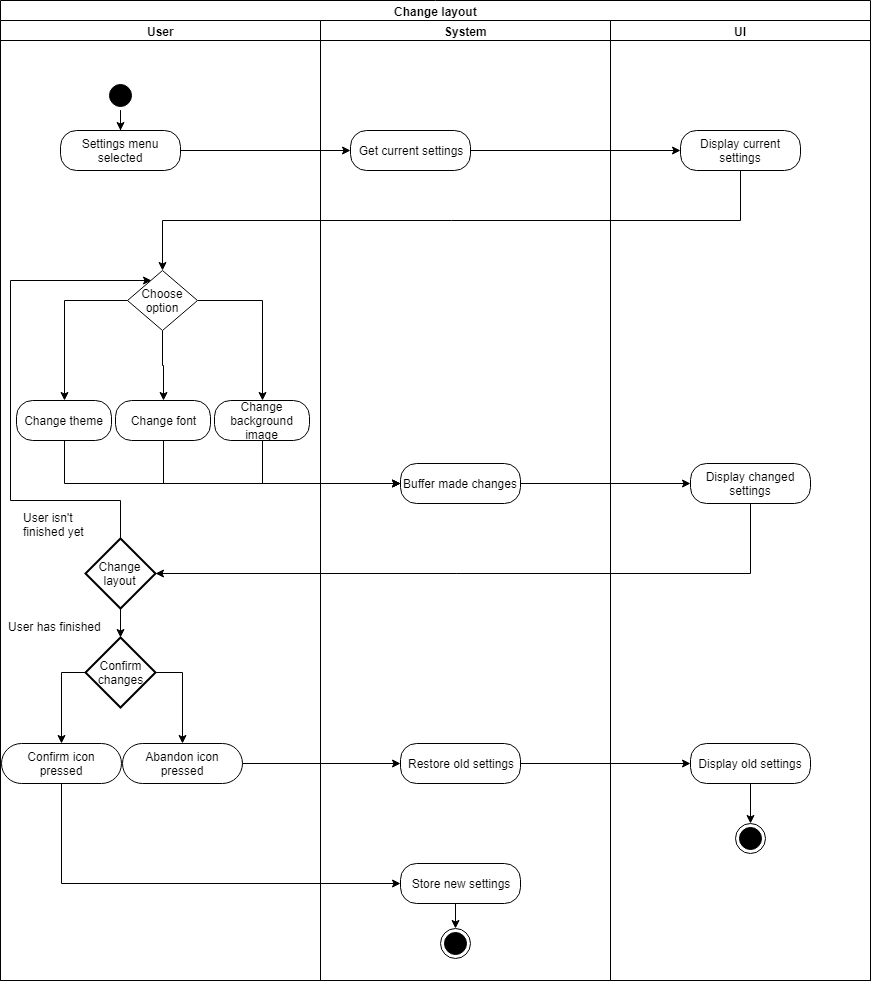 Change layout
User
System
UI
Settings menu
selected
Get current settings
Display current
settings
Choose
option
Change theme
Change font
Change
background
image
Buffer made changes
Display changed
settings
User isn't
finished yet
Change
layout
User has finished
Confirm
changes
Confirm icon
pressed
Abandon icon
pressed
Restore old settings
Display old settings
Store new settings